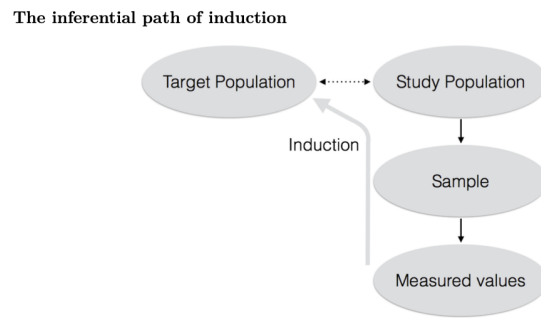 The inferential path of induction
Target Population
Study Population
Induction
Sample
Measured values